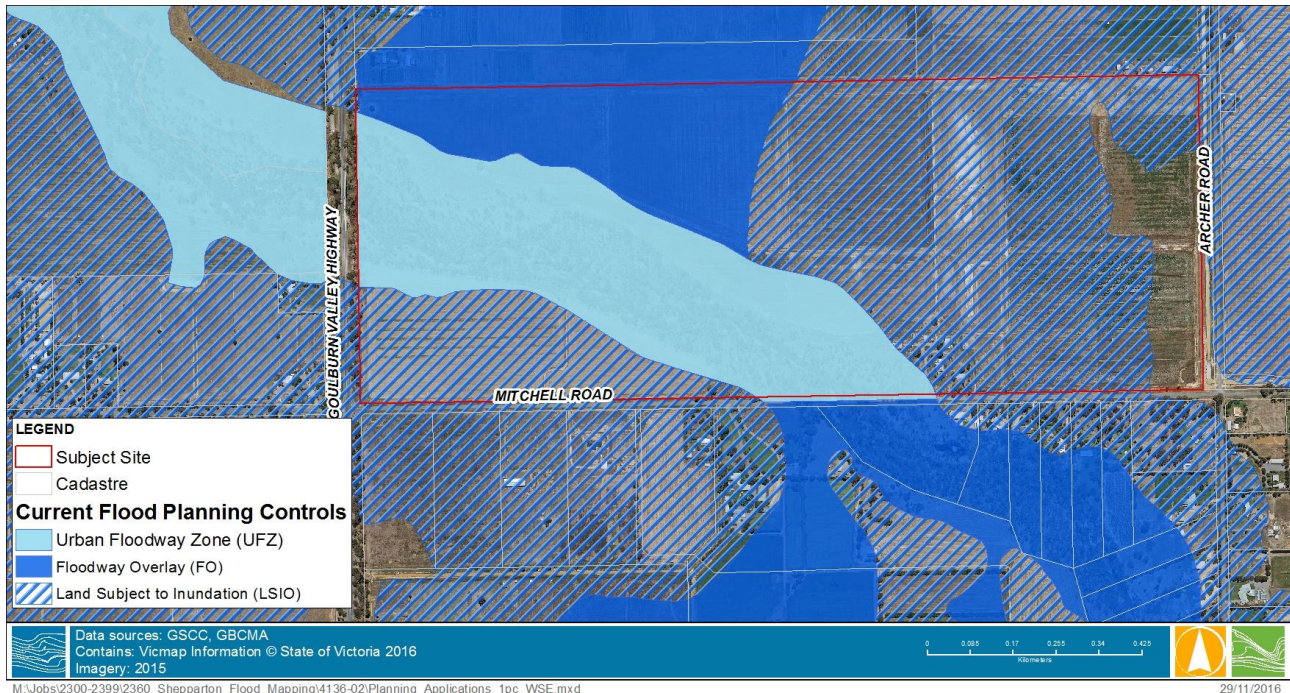 GOULBURN VALLEY HIGHWAY
ARCHER ROAD
MITCHELL ROAD
LEGEND
Subject Site
Cadastre
Current Flood Planning Controls
Urban Floodway Zone (UFZ)
Floodway Overlay (FO)
Land Subject to Inundation (LSIO)
Data sources: GSCC, GBCMA
Contains: Vicmap Information © State of Victoria 2016
Imagery: 2015
0 0.085 0.17 0.255 0.34 0.425
Kilometers
M:\Jobs\2300-2399\2360_Shepparton_Flood_Mapping\4136-02\Planning_Applications_1pc_WSE.mxd
29/11/2016